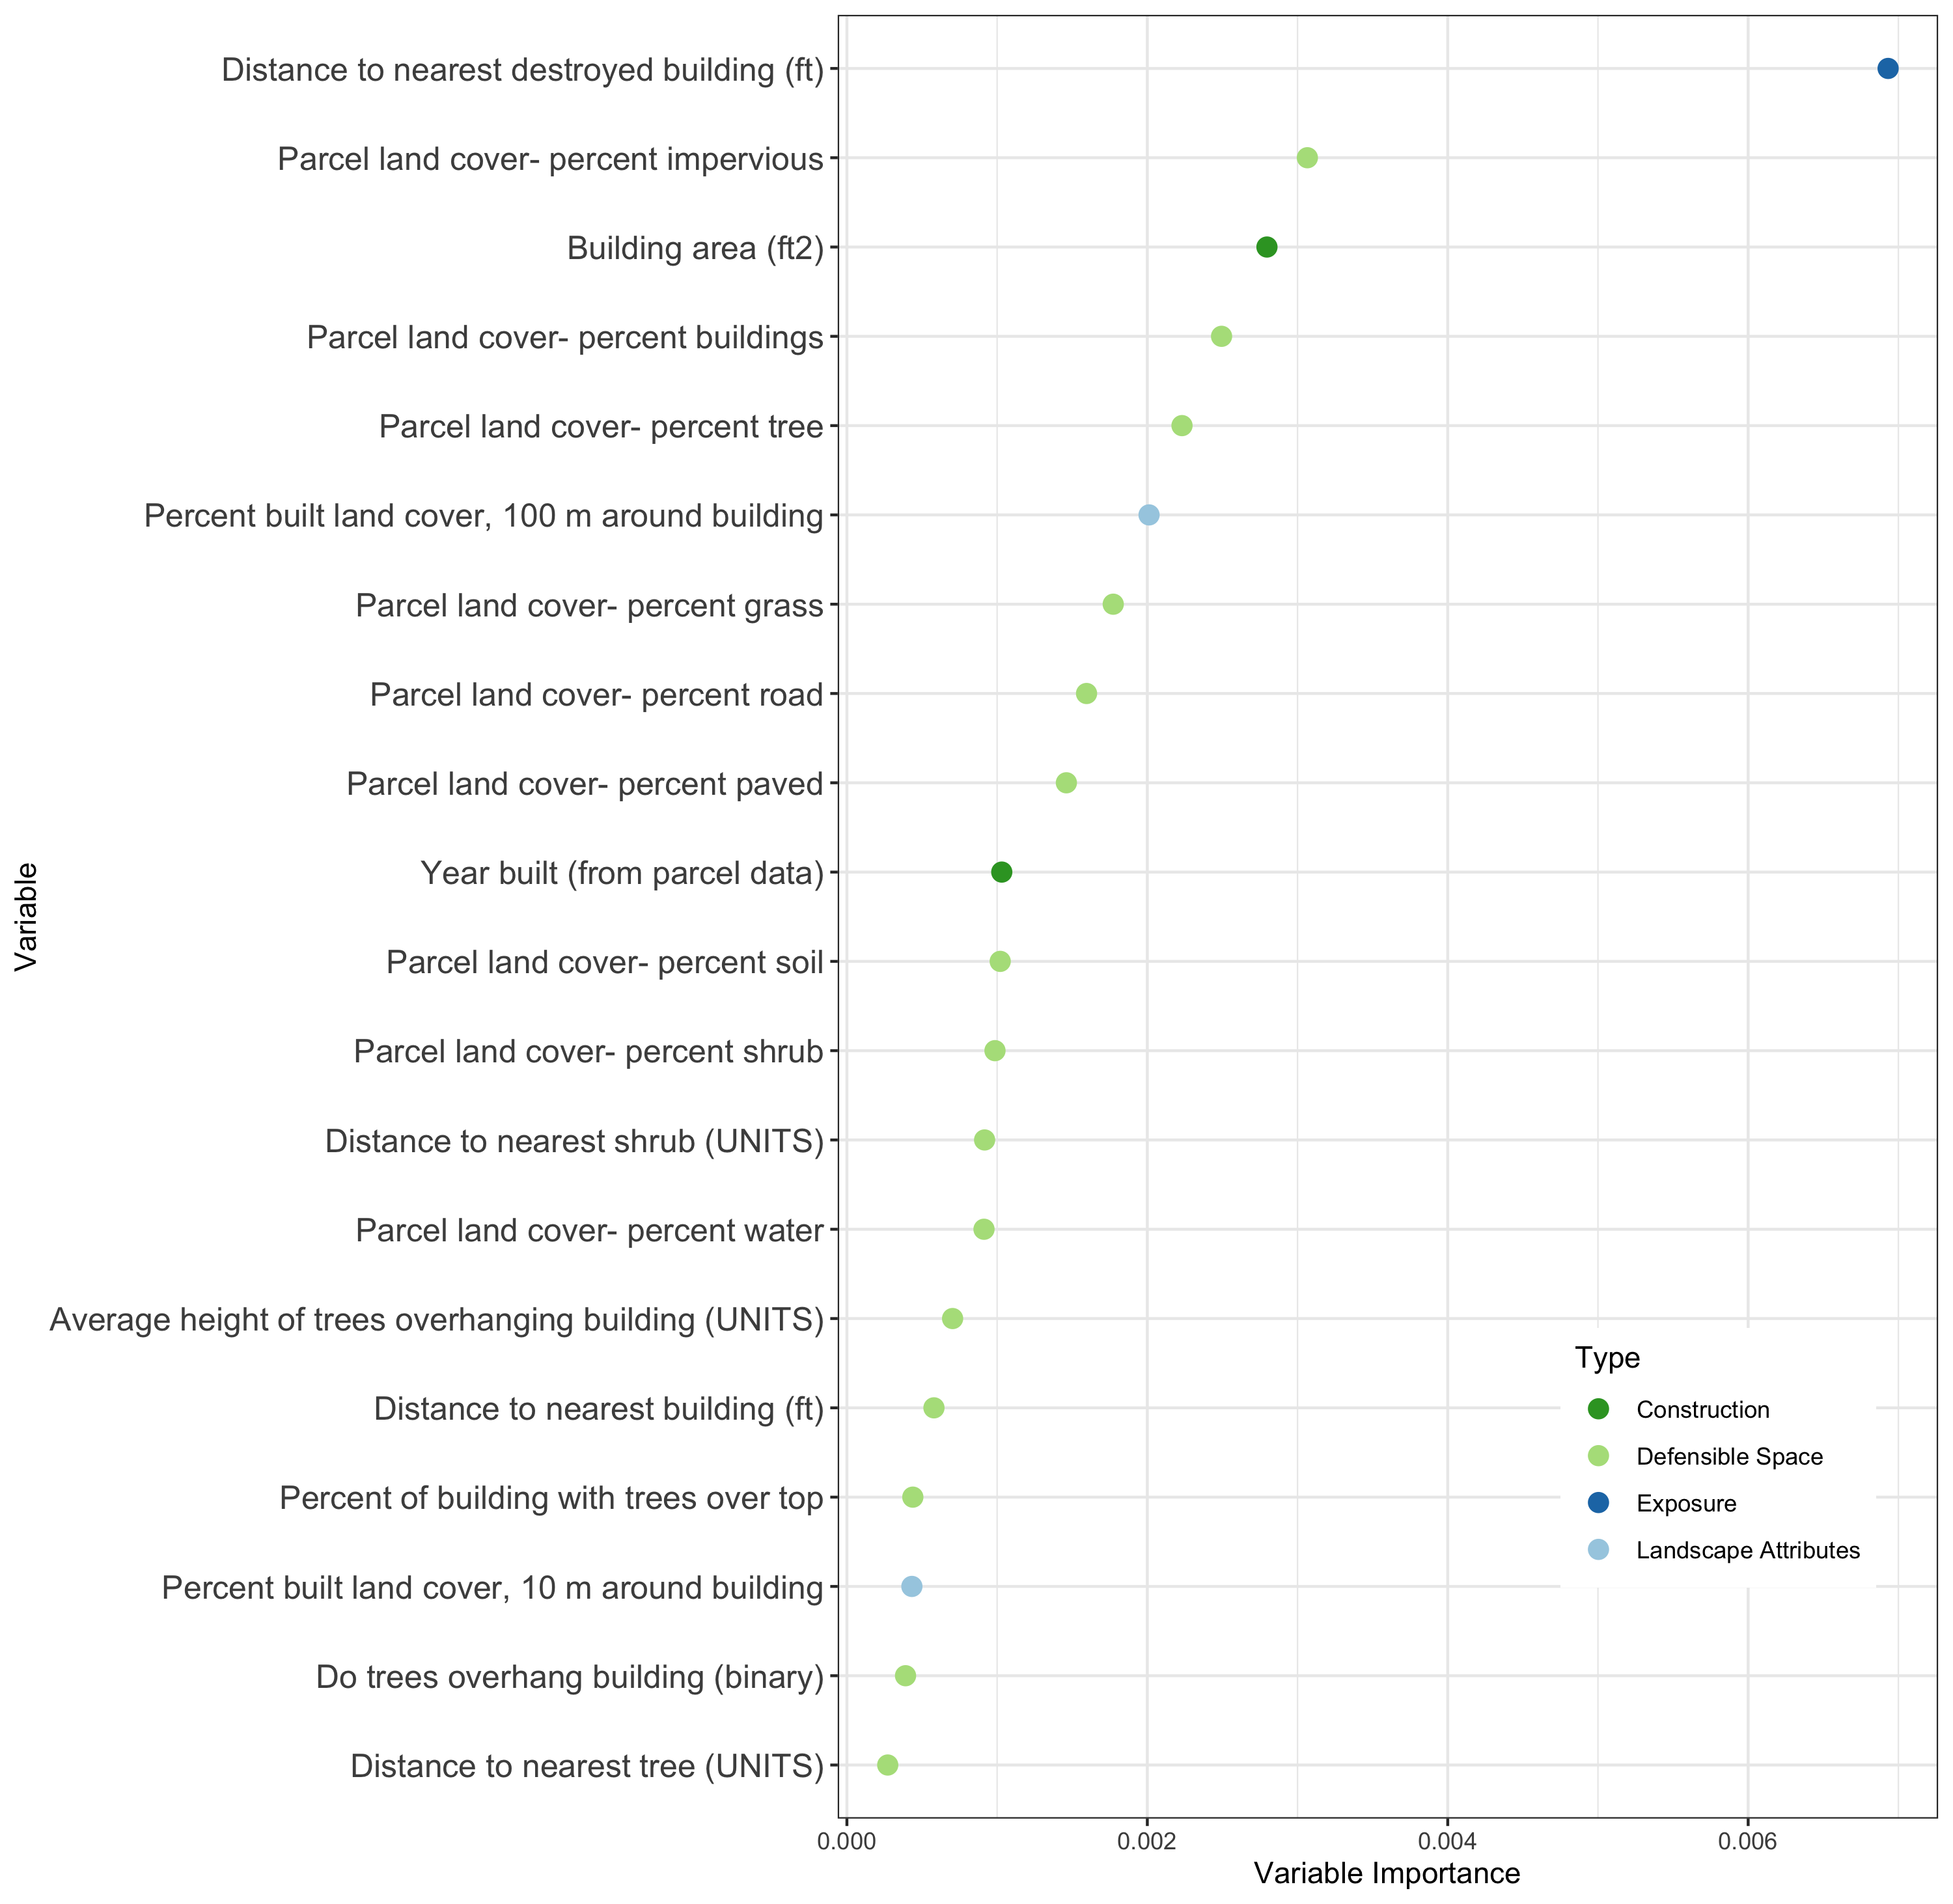 Distance to nearest destroyed building (ft)
Parcel land cover- percent impervious
Building area (ft2)
Parcel land cover- percent buildings
Parcel land cover- percent tree
Percent built land cover, 100 m around building
Parcel land cover- percent grass
Parcel land cover- percent road
Parcel land cover- percent paved
Year built (from parcel data)
Parcel land cover- percent soil
Parcel land cover- percent shrub
Distance to nearest shrub (UNITS)
Parcel land cover- percent water
Average height of trees overhanging building (UNITS)
Distance to nearest building (ft)
Percent of building with trees over top
Percent built land cover, 10 m around building
Do trees overhang building (binary)
Distance to nearest tree (UNITS)
Variable
Type
Construction
Defensible Space
Exposure
Landscape Attributes
0.000 0.002 0.004 0.006
Variable Importance